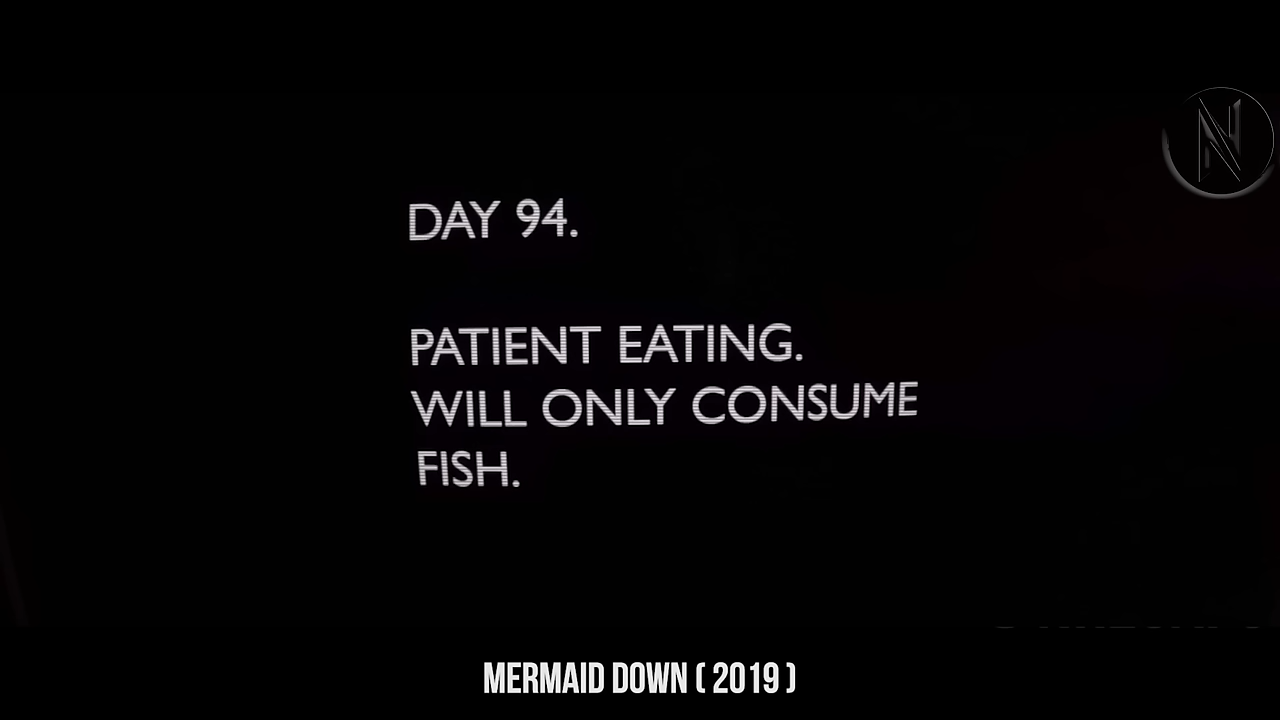 DAY 94.
PATIENT EATING.
WILL ONLY CONSUME
FISH.
MERMAID DOWN ( 2019 )